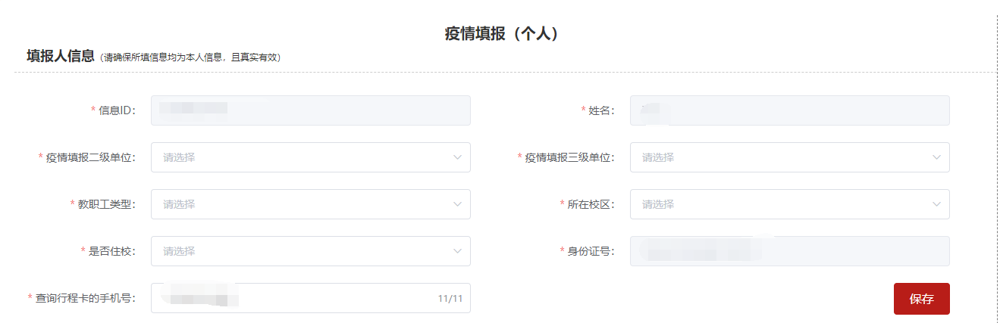 疫情填报（个人）
填报人信息（请确保所填信息均为本人信息，且真实有效）
* 信息ID： * 姓名：
* 疫情填报二级单位： 请选择 * 疫情填报三级单位： 请选择
* 教职工类型： 请选择 * 所在校区： 请选择
* 是否住校： 请选择 * 身份证号：
* 查询行程卡的手机号： 11/11 保存